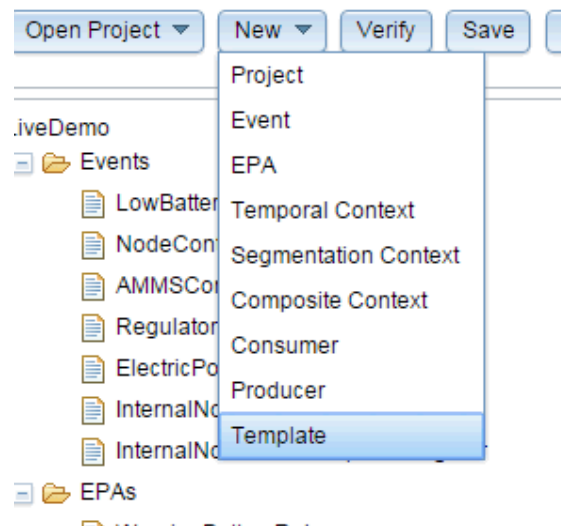 Open Project New Verify Save
Project
Event
EPA
Temporal Context
Segmentation Context
Composite Context
Consumer
Producer
Template
LiveDemo
Events
LowBatter
NodeCon
AMMSCo
Regulator
ElectricPo
InternalNo
InternalNo
EPAs